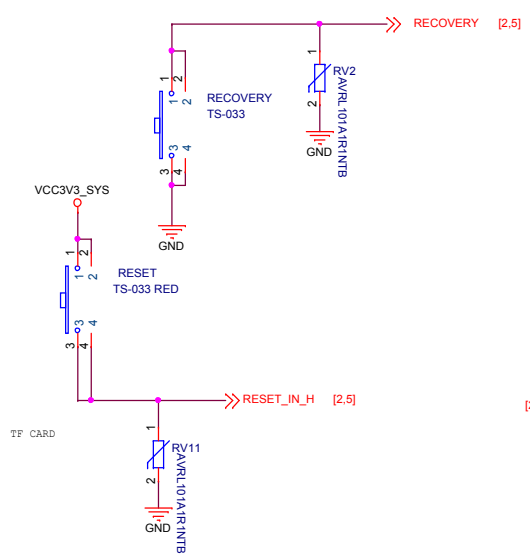 RECOVERY [2,5]
1
2
1
2
RECOVERY
TS-033
3
4
3
4
GND
1
RV2
AVRL101A1R1NTB
2
GND
VCC3V3_SYS
1
2
1
2
RESET
TS-033 RED
3
4
3
4
RESET_IN_H [2,5]
TF CARD
1
RV11
AVRL101A1R1NTB
2
GND